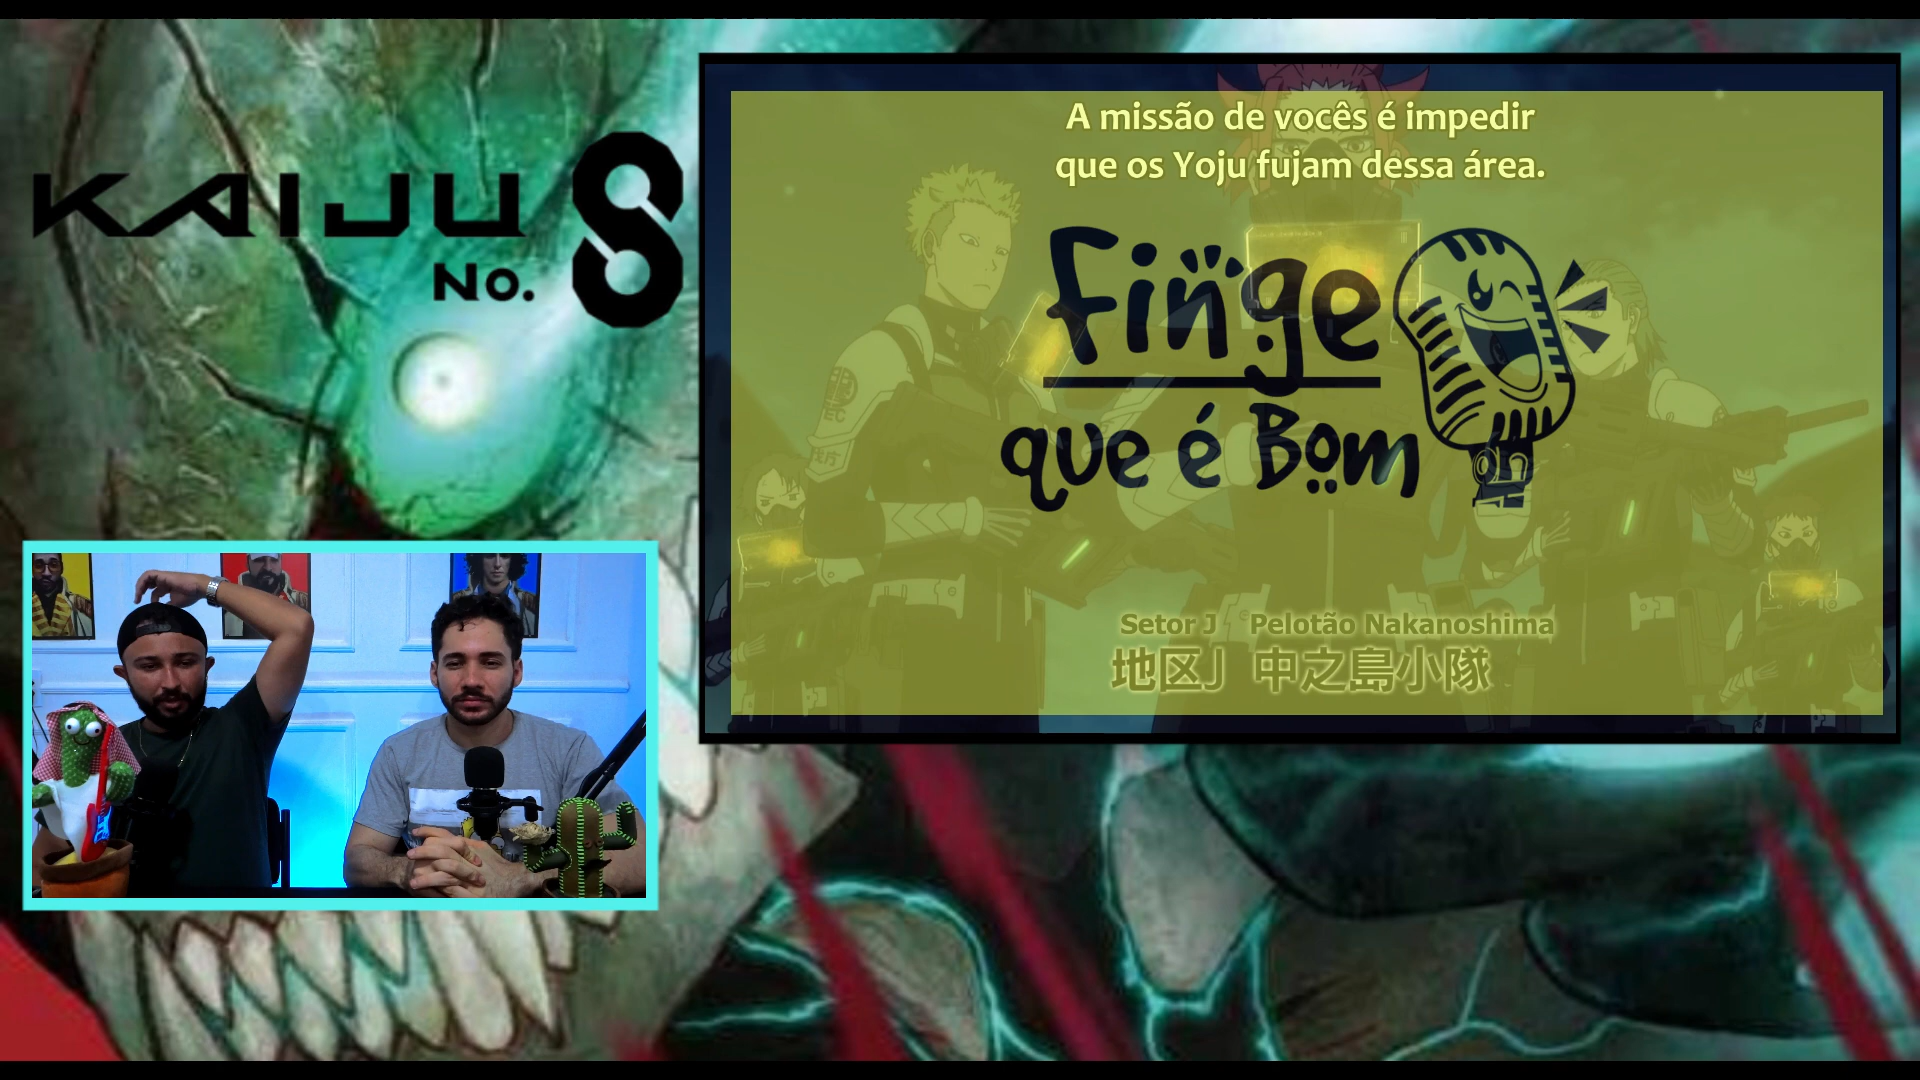 KAIJU
No. 8
A missão de vocês é impedir
que os Yoju fujam dessa área.
Finge
que é Bom
Setor J Pelotão Nakanoshima
地区J 中之島小隊